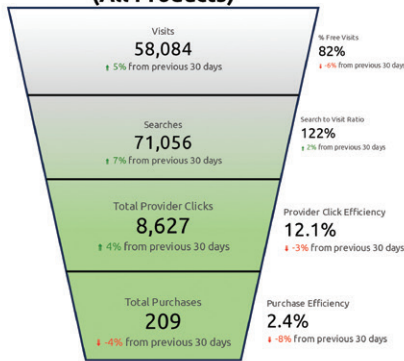 (All Products)
Visits
58,084
↑ 5% from previous 30 days
% Free Visits
82%
↓ -6% from previous 30 days
Searches
71,056
↑ 7% from previous 30 days
Search to Visit Ratio
122%
↑ 2% from previous 30 days
Total Provider Clicks
8,627
↑ 4% from previous 30 days
Provider Click Efficiency
12.1%
↓ -3% from previous 30 days
Total Purchases
209
↓ -4% from previous 30 days
Purchase Efficiency
2.4%
↓ -8% from previous 30 days